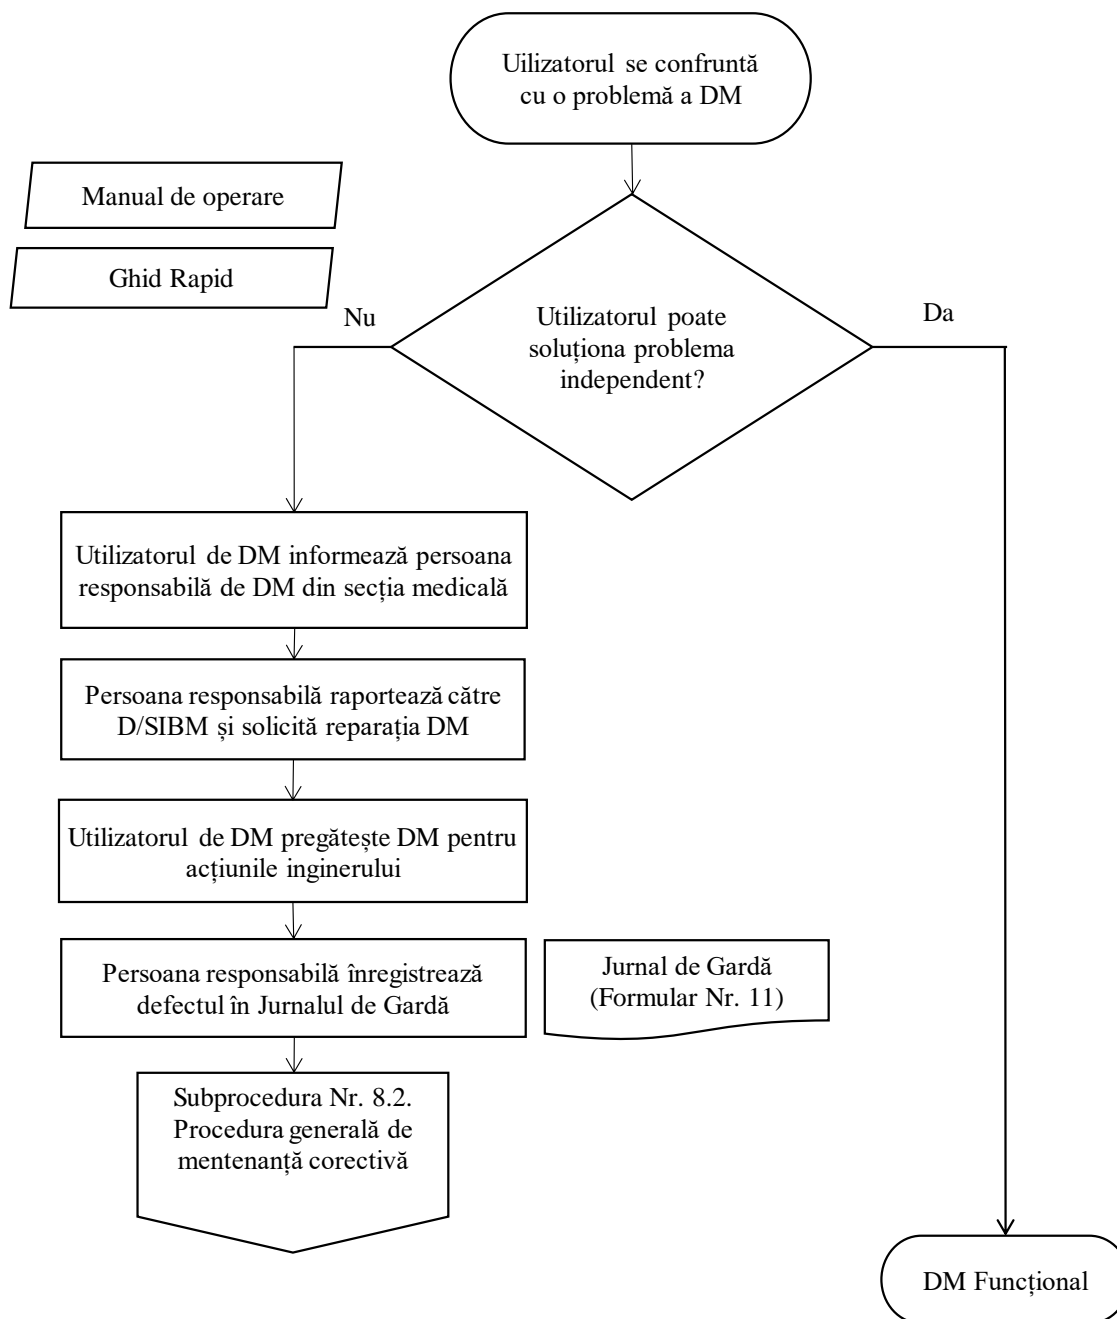 Uilizatorul se confruntă
cu o problemă a DM
Manual de operare
Ghid Rapid
Nu
Da
Utilizatorul poate
soluționa problema
independent?
Utilizatorul de DM informează persoana
responsabilă de DM din secția medicală
Persoana responsabilă raportează către
D/SIBM și solicită reparația DM
Utilizatorul de DM pregătește DM pentru
acțiunile inginerului
Persoana responsabilă înregistrează
defectul în Jurnalul de Gardă
Jurnal de Gardă
(Formular Nr. 11)
Subprocedura Nr. 8.2.
Procedura generală de
mentenanță corectivă
DM Funcțional